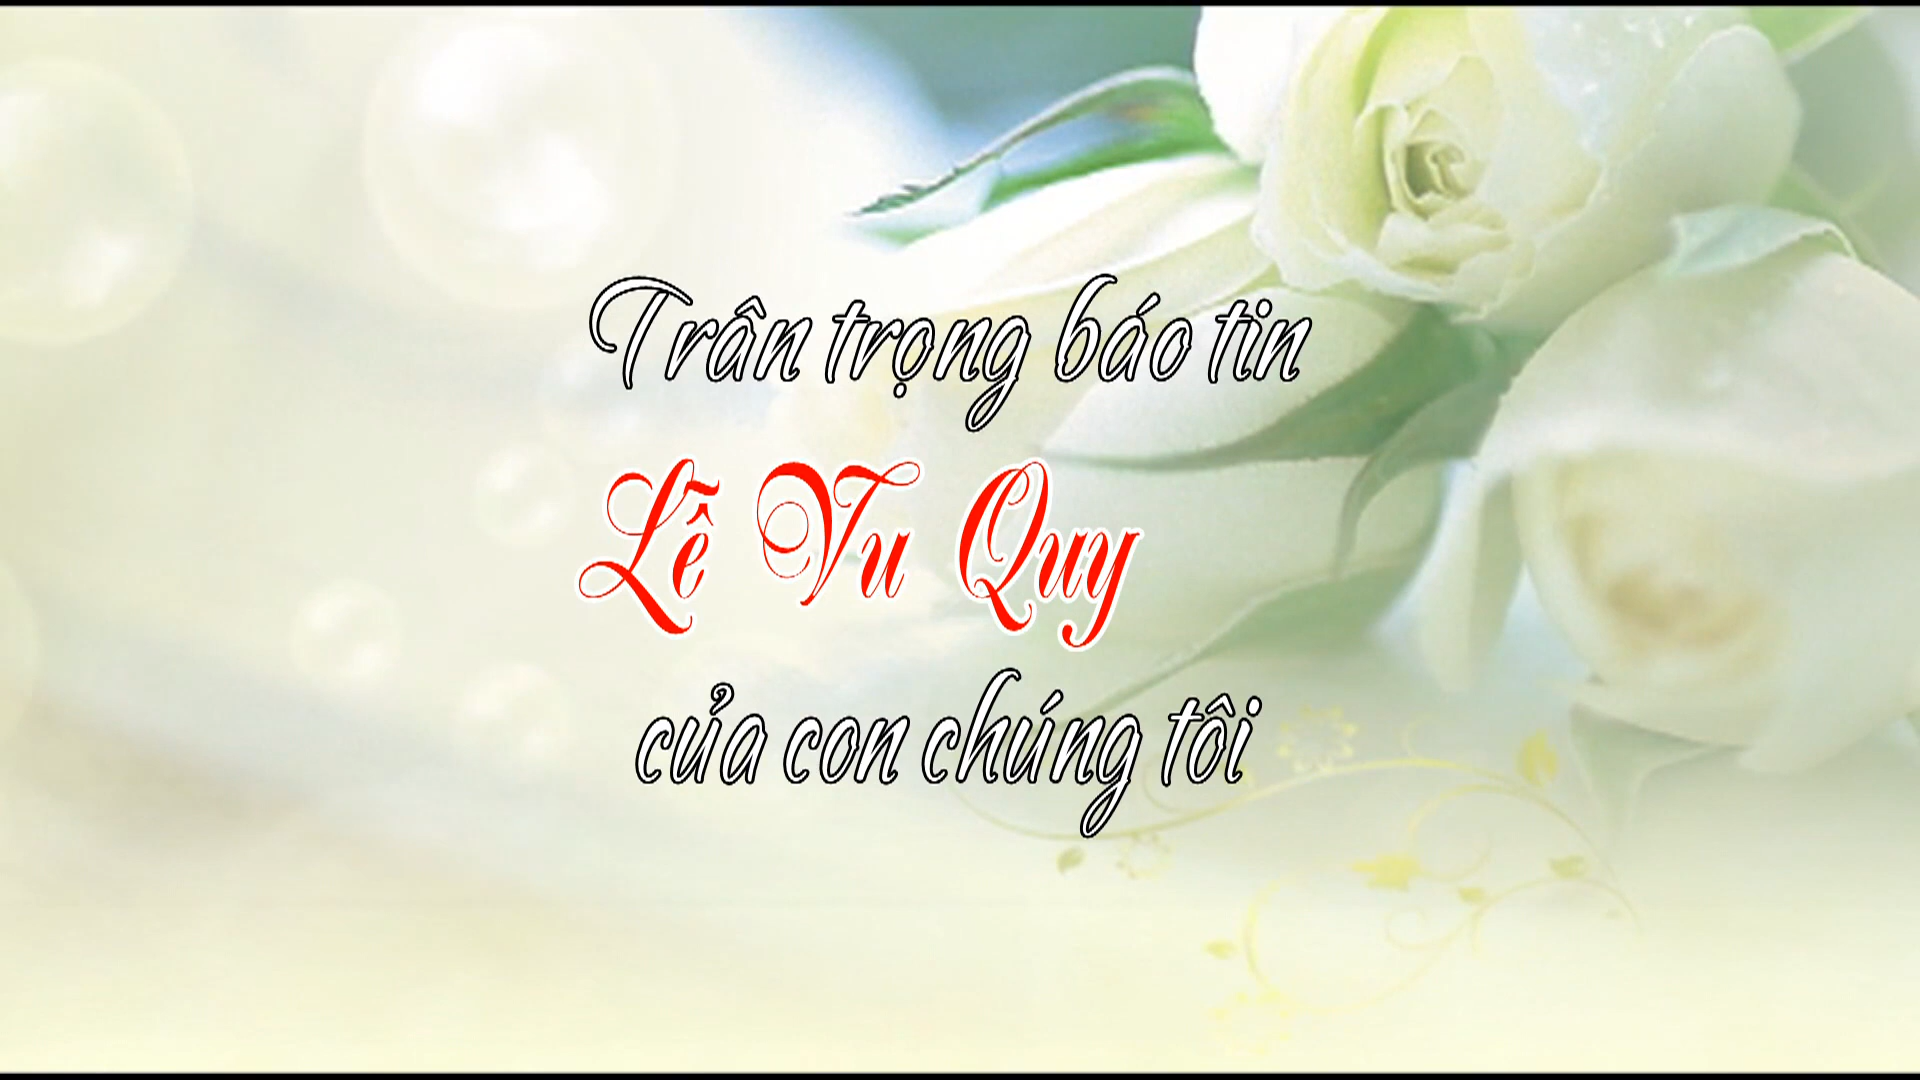 Trân trọng báo tin
Lễ Vu Quy
của con chúng tôi